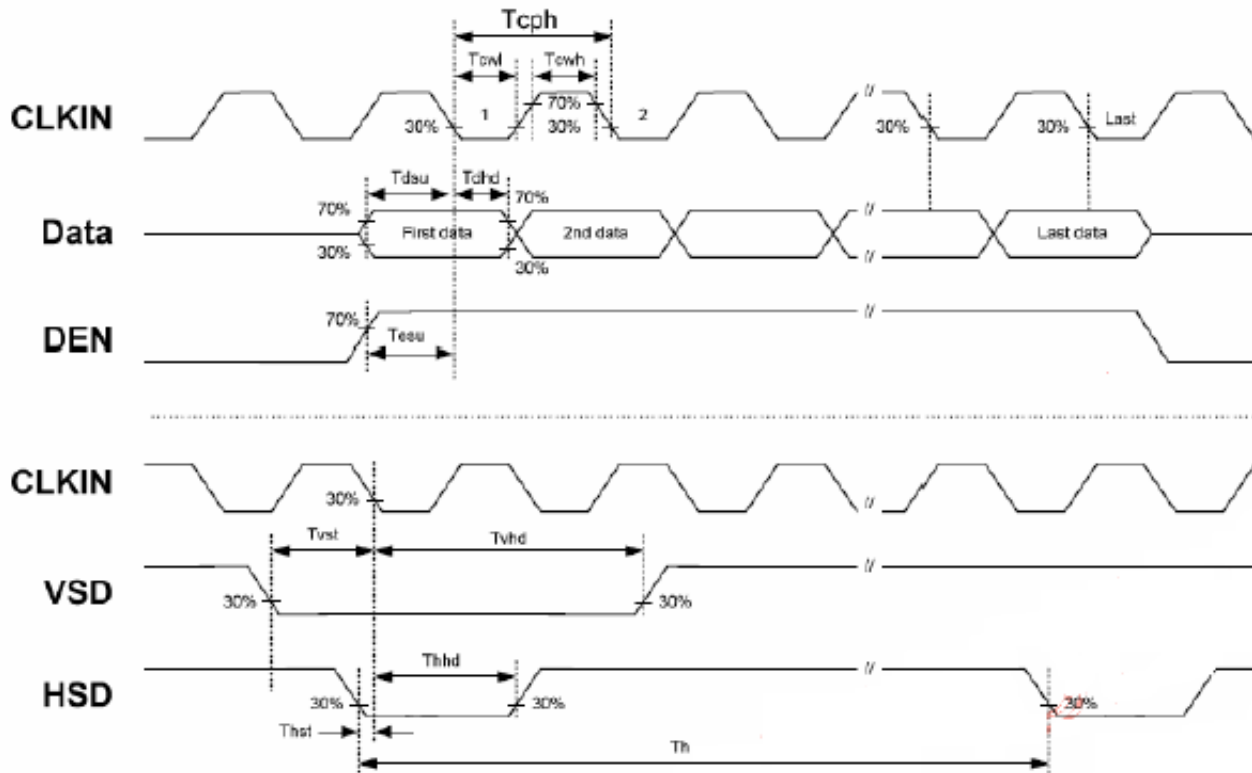 Tcph
Tcwl Tcwh
CLKIN 30% 1 70% 30% 2 // 30% 30% Last
Tdsu Tdhd
Data 70% 30% First data 70% 30% 2nd data // Last data
DEN 70% Tesu //
CLKIN 30% //
Tvst Tvhd
VSD 30% 30% //
Thhd
HSD 30% 30% // 30%
Thst
Th